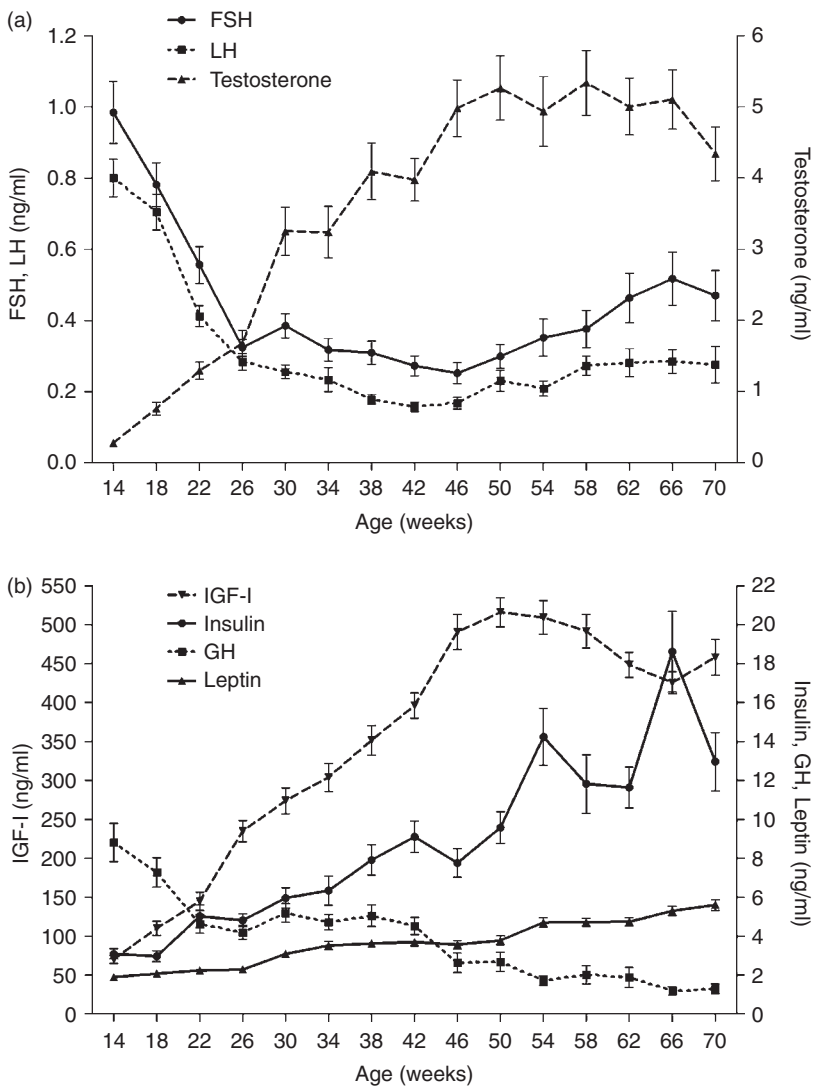 (a)
FSH
LH
Testosterone
1.2
1.0
0.8
0.6
0.4
0.2
0.0
FSH, LH (ng/ml)
6
5
4
3
2
1
0
Testosterone (ng/ml)
14 18 22 26 30 34 38 42 46 50 54 58 62 66 70
Age (weeks)
(b)
IGF-I
Insulin
GH
Leptin
550
500
450
400
350
300
250
200
150
100
50
0
IGF-I (ng/ml)
22
20
18
16
14
12
10
8
6
4
2
0
Insulin, GH, Leptin (ng/ml)
14 18 22 26 30 34 38 42 46 50 54 58 62 66 70
Age (weeks)